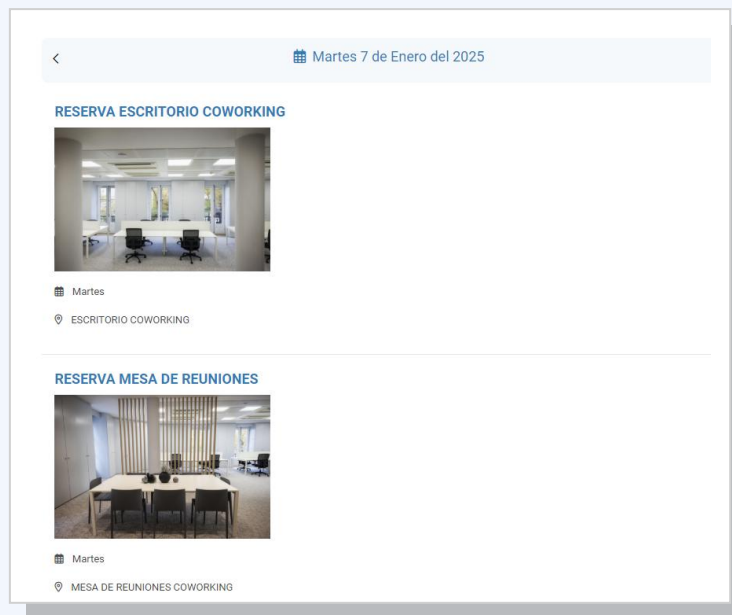 Martes 7 de Enero del 2025
RESERVA ESCRITORIO COWORKING
Martes
ESCRITORIO COWORKING
RESERVA MESA DE REUNIONES
Martes
MESA DE REUNIONES COWORKING